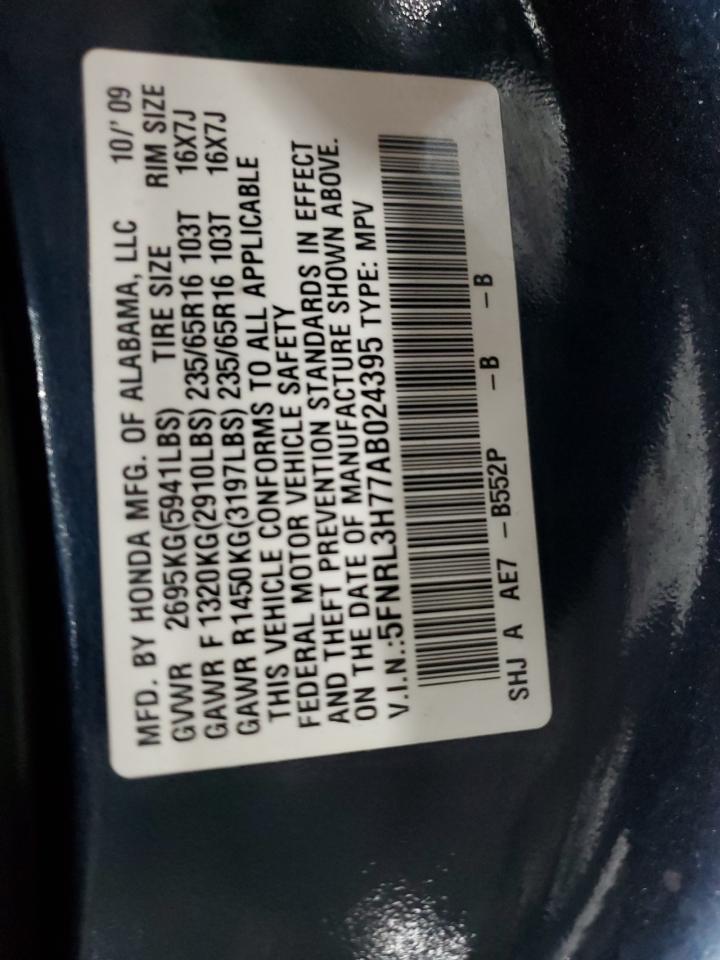 MFD. BY HONDA MFG. OF ALABAMA, LLC 10/' 09
GVWR 2695KG(5941LBS) TIRE SIZE RIM SIZE
GAWR F 1320KG(2910LBS) 235/65R16 103T 16X7J
GAWR R1450KG(3197LBS) 235/65R16 103T 16X7J
THIS VEHICLE CONFORMS TO ALL APPLICABLE
FEDERAL MOTOR VEHICLE SAFETY
AND THEFT PREVENTION STANDARDS IN EFFECT
ON THE DATE OF MANUFACTURE SHOWN ABOVE.
V.I.N.:5FNRL3H77AB024395 TYPE: MPV
SHJ A AE7 -B552P -B -B